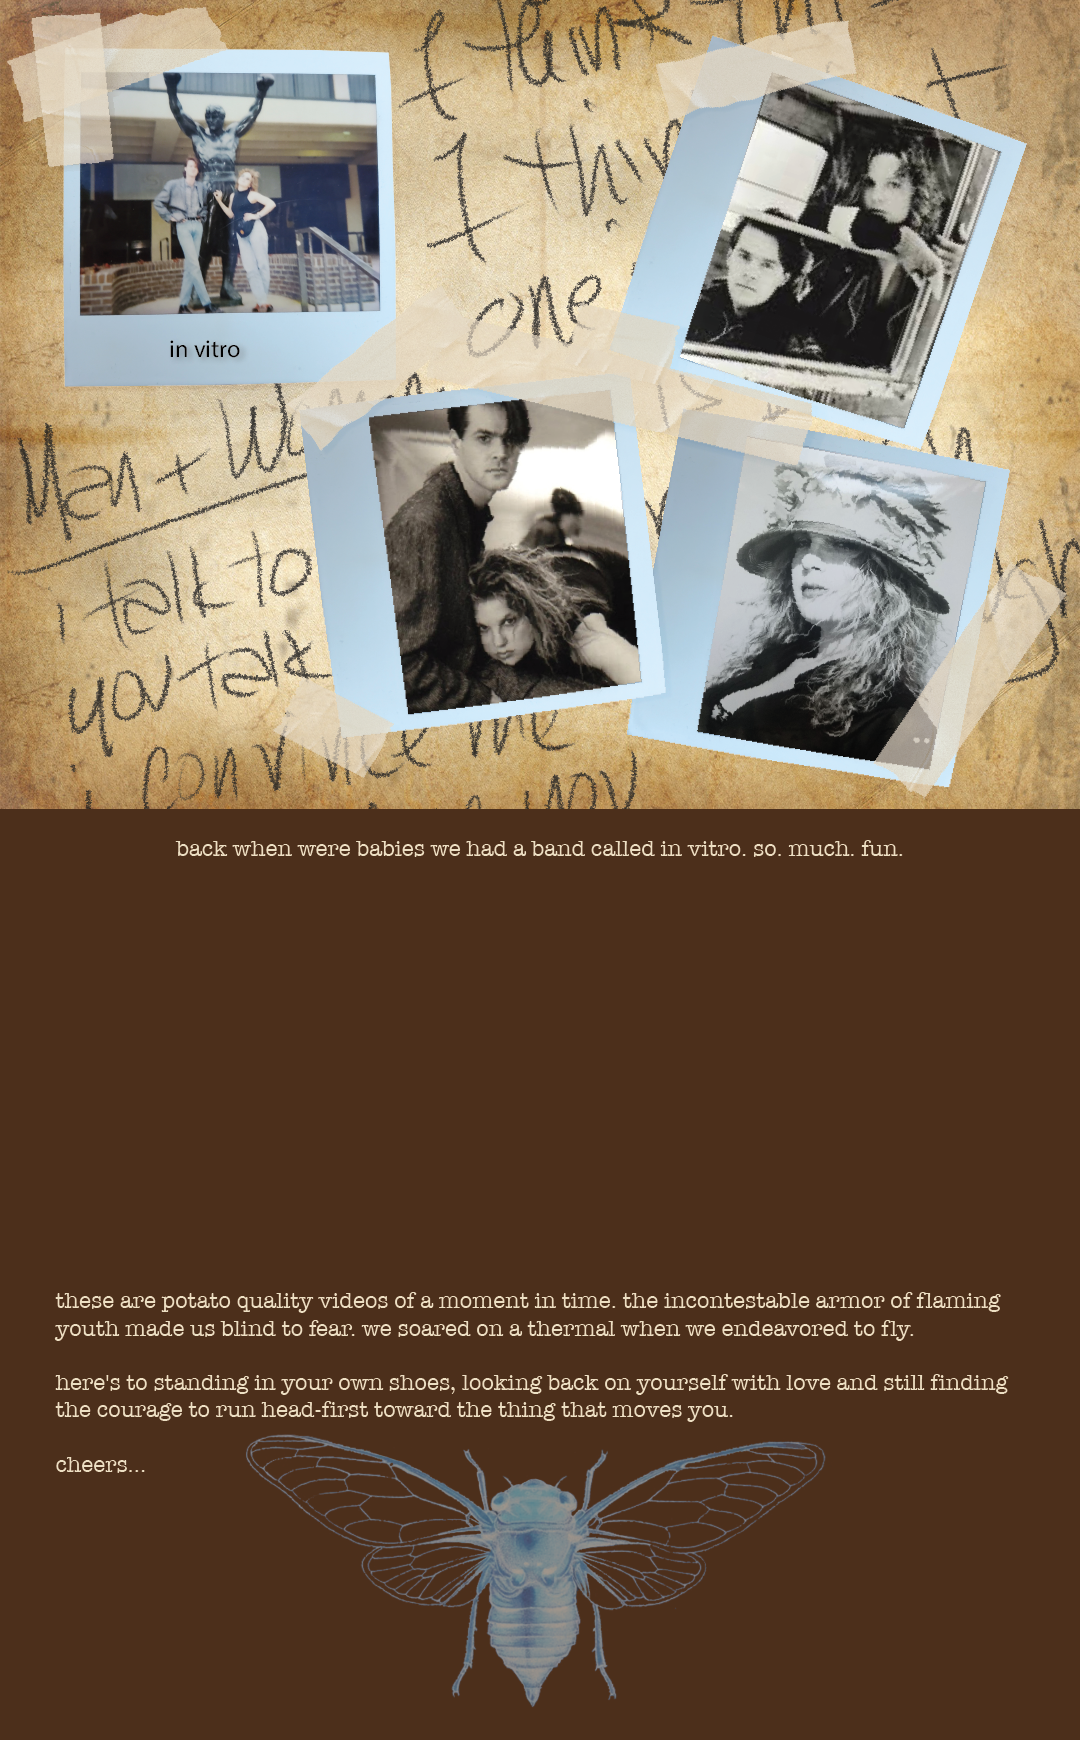 I think
I thin
one
in vitro
Man + Wo
i talk to
you talk
i convince me
you
back when were babies we had a band called in vitro. so. much. fun.
these are potato quality videos of a moment in time. the incontestable armor of flaming
youth made us blind to fear. we soared on a thermal when we endeavored to fly.
here's to standing in your own shoes, looking back on yourself with love and still finding
the courage to run head-first toward the thing that moves you.
cheers...